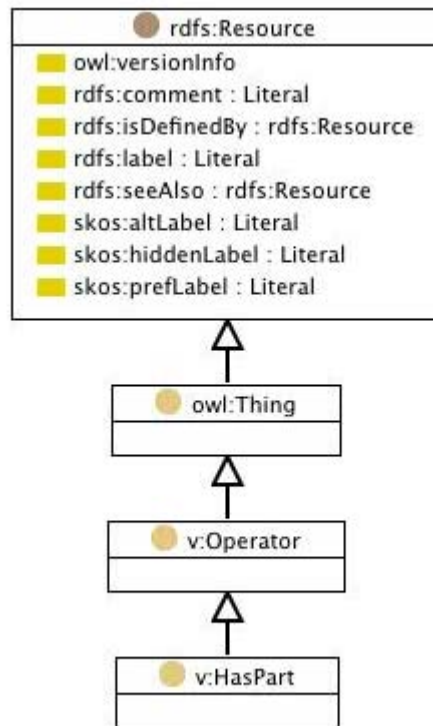 rdfs:Resource
owl:versionInfo
rdfs:comment : Literal
rdfs:isDefinedBy : rdfs:Resource
rdfs:label : Literal
rdfs:seeAlso : rdfs:Resource
skos:altLabel : Literal
skos:hiddenLabel : Literal
skos:prefLabel : Literal
owl:Thing
v:Operator
v:HasPart